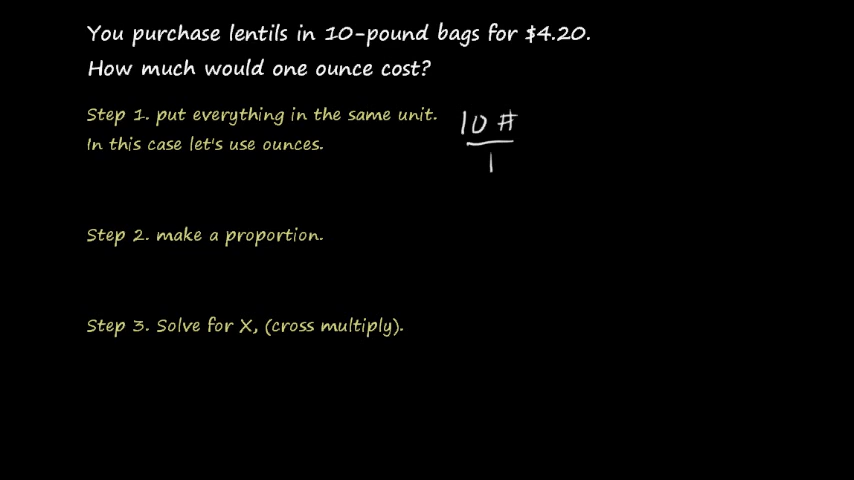 You purchase lentils in 10-pound bags for $4.20.
How much would one ounce cost?
Step 1. put everything in the same unit.
In this case let's use ounces.
10 #
1
Step 2. make a proportion.
Step 3. Solve for X, (cross multiply).